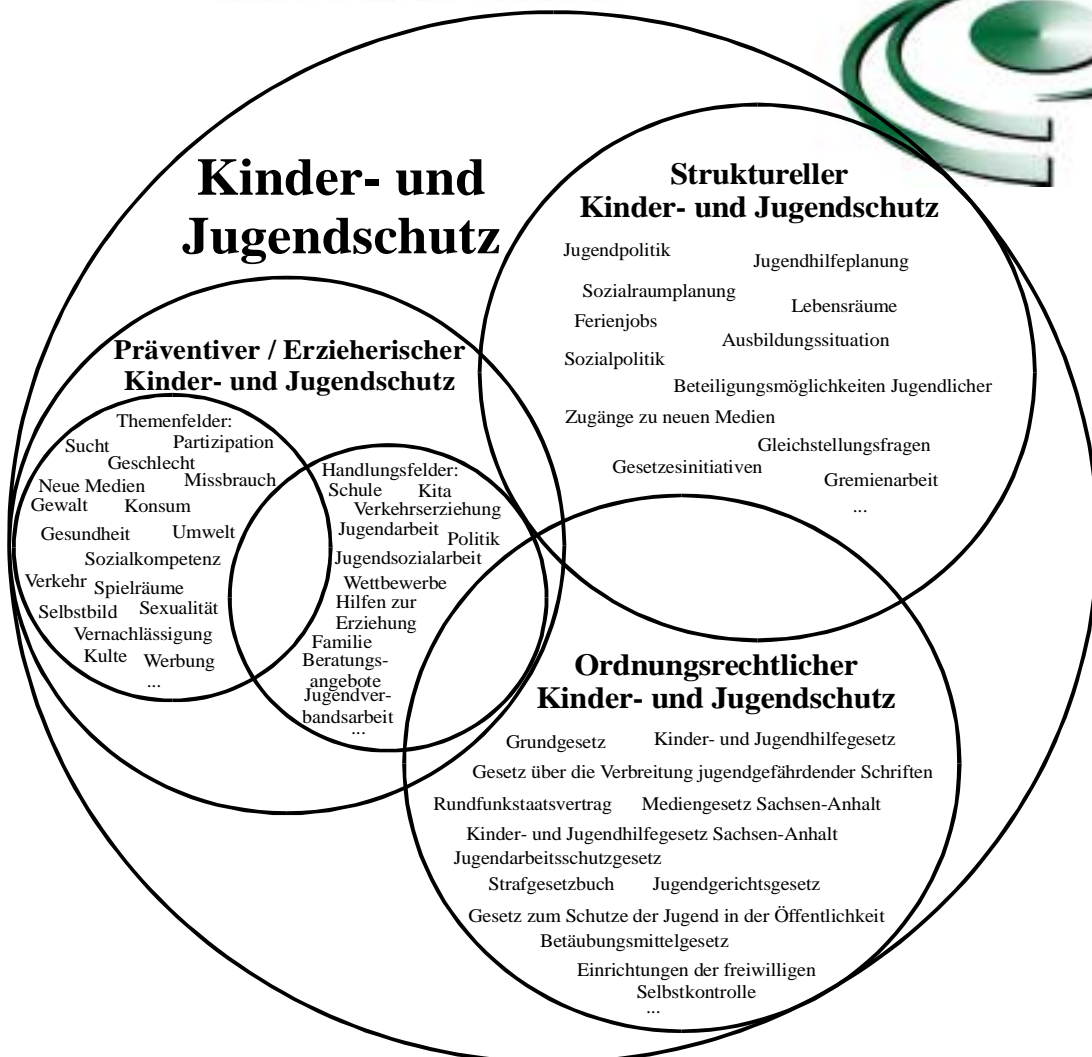 Kinder- und
Jugendschutz
Struktureller
Kinder- und Jugendschutz
Jugendpolitik
Jugendhilfeplanung
Sozialraumplanung
Lebensräume
Ferienjobs
Ausbildungssituation
Sozialpolitik
Beteiligungsmöglichkeiten Jugendlicher
Zugänge zu neuen Medien
Gleichstellungsfragen
Gesetzesinitiativen
Gremienarbeit
...
Präventiver / Erzieherischer
Kinder- und Jugendschutz
Themenfelder:
Sucht Partizipation
Geschlecht
Neue Medien Missbrauch
Gewalt Konsum
Gesundheit Umwelt
Sozialkompetenz
Verkehr Spielräume
Selbstbild Sexualität
Vernachlässigung
Kulte Werbung
...
Handlungsfelder:
Schule Kita
Verkehrserziehung
Jugendarbeit Politik
Jugendsozialarbeit
Wettbewerbe
Hilfen zur
Erziehung
Familie
Beratungs-
angebote
Jugendver-
bandsarbeit
...
Ordnungsrechtlicher
Kinder- und Jugendschutz
Grundgesetz Kinder- und Jugendhilfegesetz
Gesetz über die Verbreitung jugendgefährdender Schriften
Rundfunkstaatsvertrag Mediengesetz Sachsen-Anhalt
Kinder- und Jugendhilfegesetz Sachsen-Anhalt
Jugendarbeitsschutzgesetz
Strafgesetzbuch Jugendgerichtsgesetz
Gesetz zum Schutze der Jugend in der Öffentlichkeit
Betäubungsmittelgesetz
Einrichtungen der freiwilligen
Selbstkontrolle
...